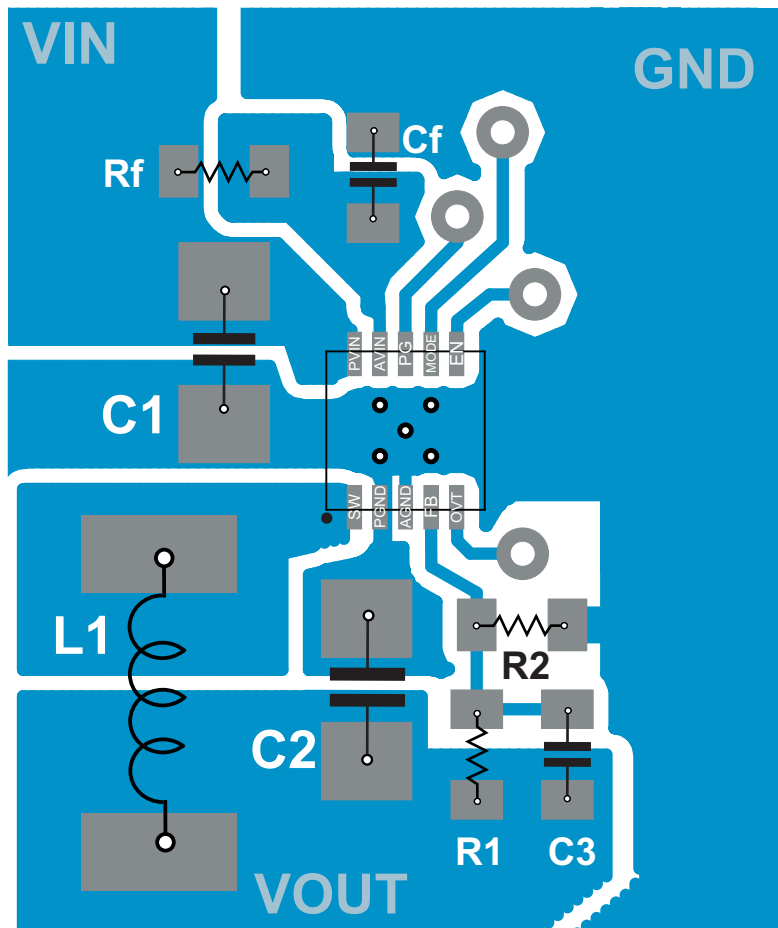 VIN
GND
Cf
Rf
PVIN
AVIN
PG
MODE
EN
C1
SW
PGND
AGND
FB
OVT
L1
R2
C2
R1
C3
VOUT